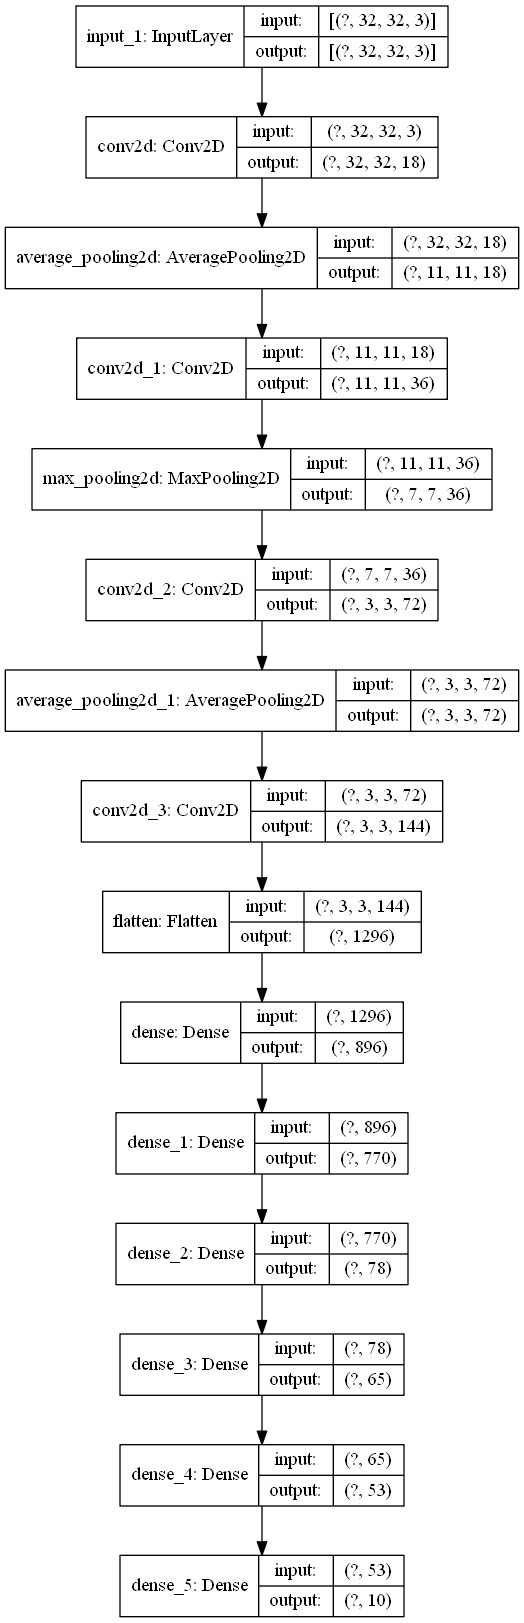 input_1: InputLayer
input: [(?, 32, 32, 3)]
output: [(?, 32, 32, 3)]
conv2d: Conv2D
input: (?, 32, 32, 3)
output: (?, 32, 32, 18)
average_pooling2d: AveragePooling2D
input: (?, 32, 32, 18)
output: (?, 11, 11, 18)
conv2d_1: Conv2D
input: (?, 11, 11, 18)
output: (?, 11, 11, 36)
max_pooling2d: MaxPooling2D
input: (?, 11, 11, 36)
output: (?, 7, 7, 36)
conv2d_2: Conv2D
input: (?, 7, 7, 36)
output: (?, 3, 3, 72)
average_pooling2d_1: AveragePooling2D
input: (?, 3, 3, 72)
output: (?, 3, 3, 72)
conv2d_3: Conv2D
input: (?, 3, 3, 72)
output: (?, 3, 3, 144)
flatten: Flatten
input: (?, 3, 3, 144)
output: (?, 1296)
dense: Dense
input: (?, 1296)
output: (?, 896)
dense_1: Dense
input: (?, 896)
output: (?, 770)
dense_2: Dense
input: (?, 770)
output: (?, 78)
dense_3: Dense
input: (?, 78)
output: (?, 65)
dense_4: Dense
input: (?, 65)
output: (?, 53)
dense_5: Dense
input: (?, 53)
output: (?, 10)